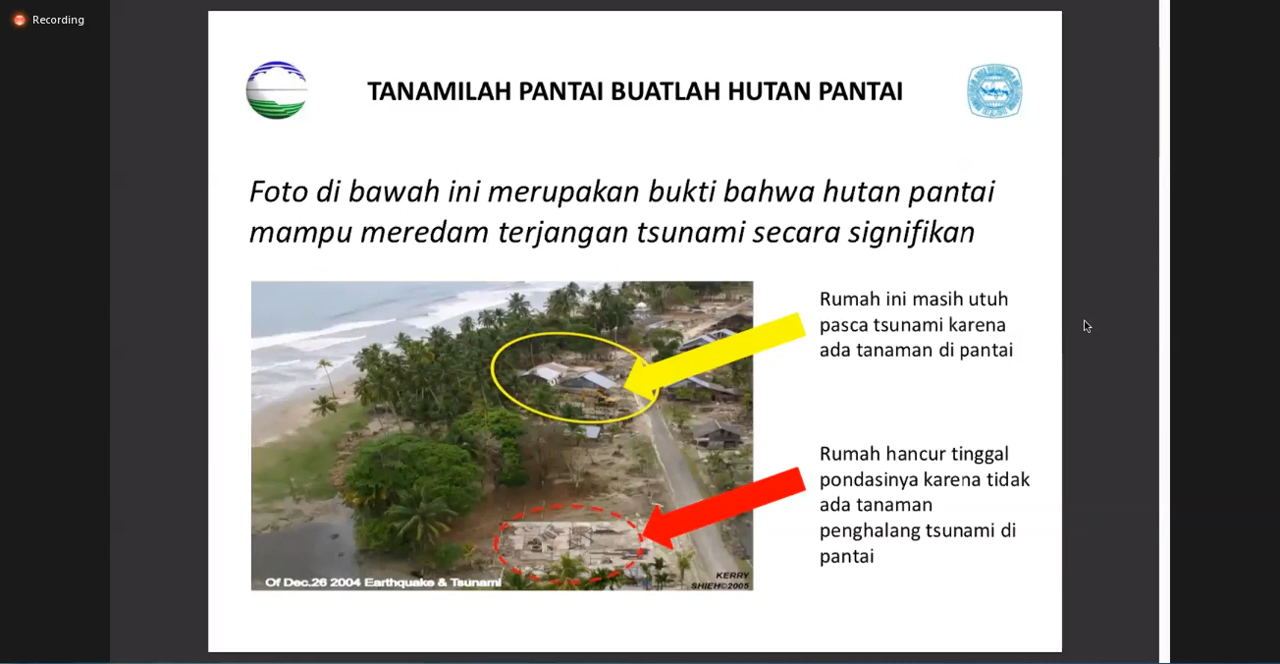 Recording
TANAMILAH PANTAI BUATLAH HUTAN PANTAI
Foto di bawah ini merupakan bukti bahwa hutan pantai
mampu meredam terjangan tsunami secara signifikan
Rumah ini masih utuh
pasca tsunami karena
ada tanaman di pantai
Rumah hancur tinggal
pondasinya karena tidak
ada tanaman
penghalang tsunami di
pantai
Of Dec.26 2004 Earthquake & Tsunami
KERRY
SHIEH©2005